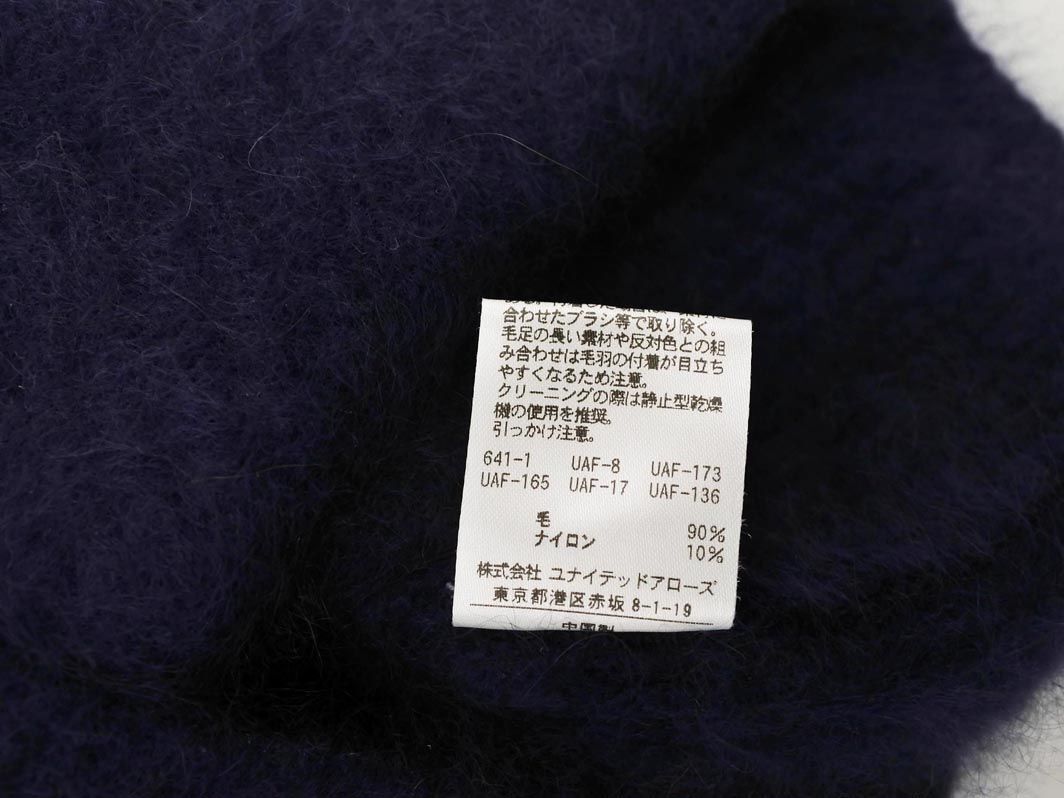 合わせたブラシ等で取り除く。
毛足の長い素材や反対色との組
み合わせは毛羽の付着が目立ち
やすくなるため注意。
クリーニングの際は静止型乾燥
機の使用を推奨。
引っかけ注意。
641-1 UAF-8 UAF-173
UAF-165 UAF-17 UAF-136
毛 90%
ナイロン 10%
株式会社 ユナイテッドアローズ
東京都港区赤坂 8-1-19
中国製